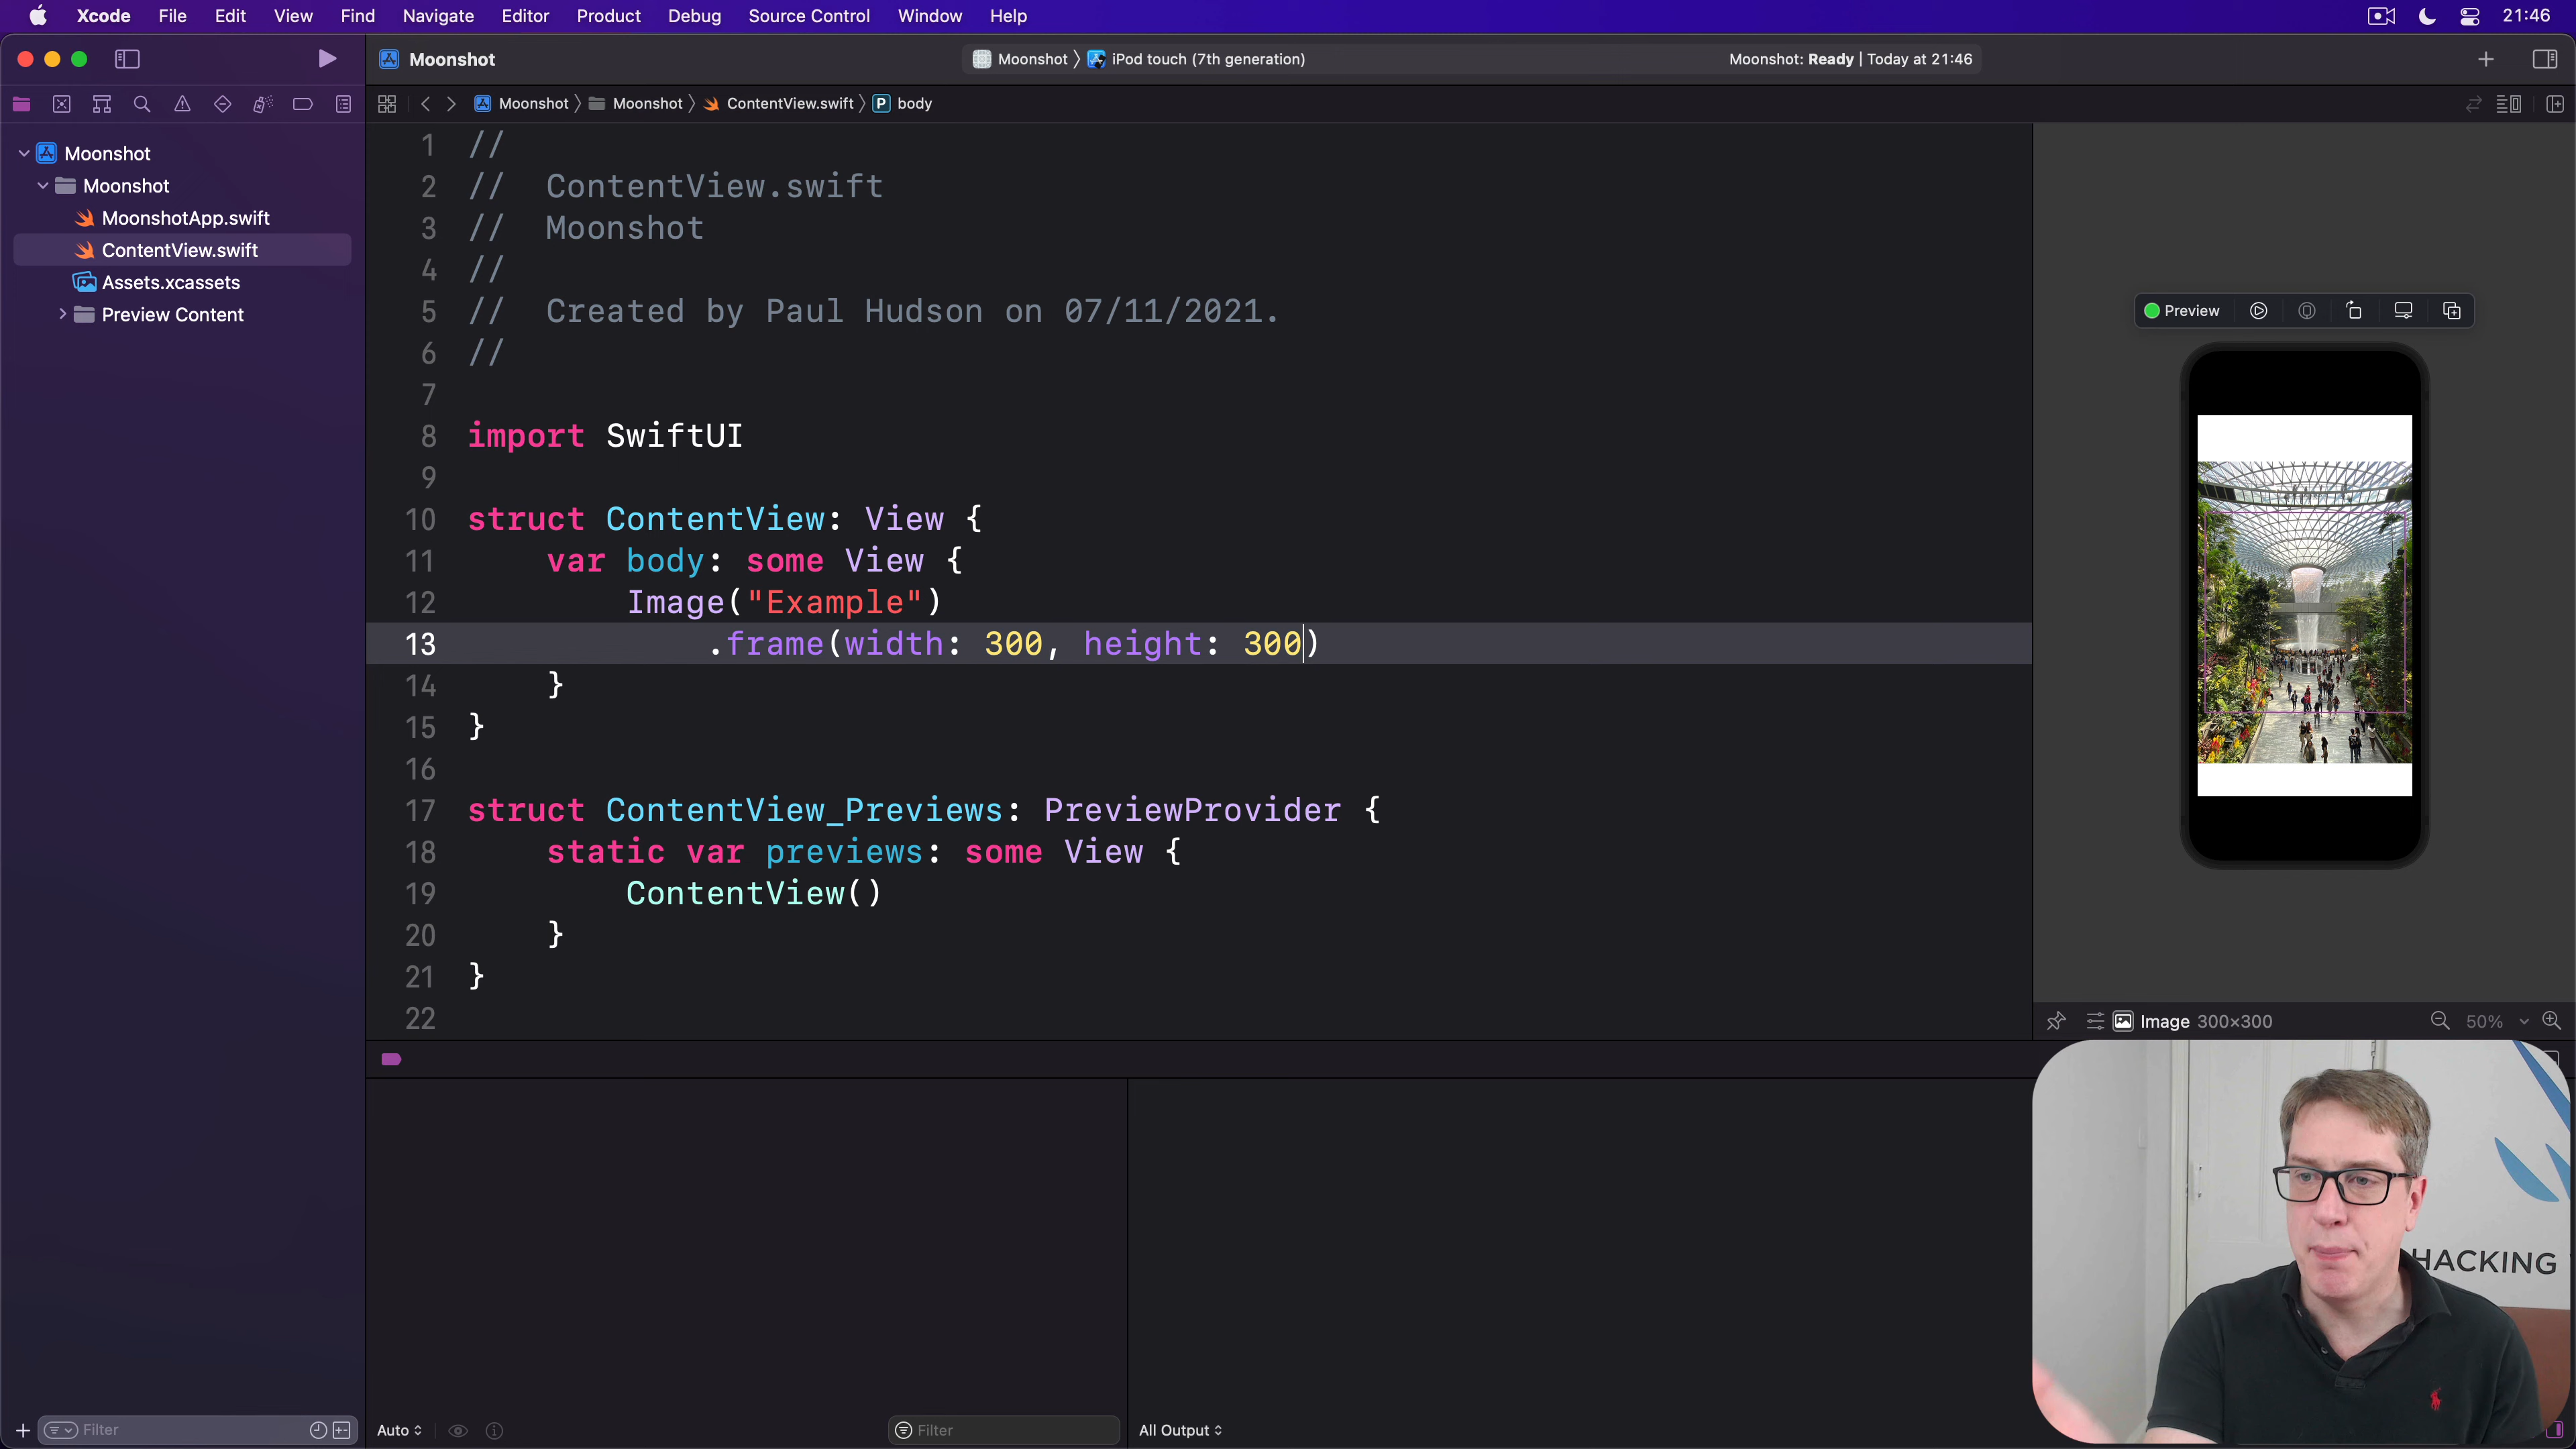 Xcode File Edit View Find Navigate Editor Product Debug Source Control Window Help 21:46
Moonshot Moonshot iPod touch (7th generation) Moonshot: Ready | Today at 21:46
Moonshot Moonshot ContentView.swift P body
Moonshot
Moonshot
MoonshotApp.swift
ContentView.swift
Assets.xcassets
Preview Content
1 //
2 // ContentView.swift
3 // Moonshot
4 //
5 // Created by Paul Hudson on 07/11/2021.
6 //
7
8 import SwiftUI
9
10 struct ContentView: View {
11 var body: some View {
12 Image("Example")
13 .frame(width: 300, height: 300)
14 }
15 }
16
17 struct ContentView_Previews: PreviewProvider {
18 static var previews: some View {
19 ContentView()
20 }
21 }
22
Preview
Image 300×300 50%
HACKING
Filter
Auto Filter All Output